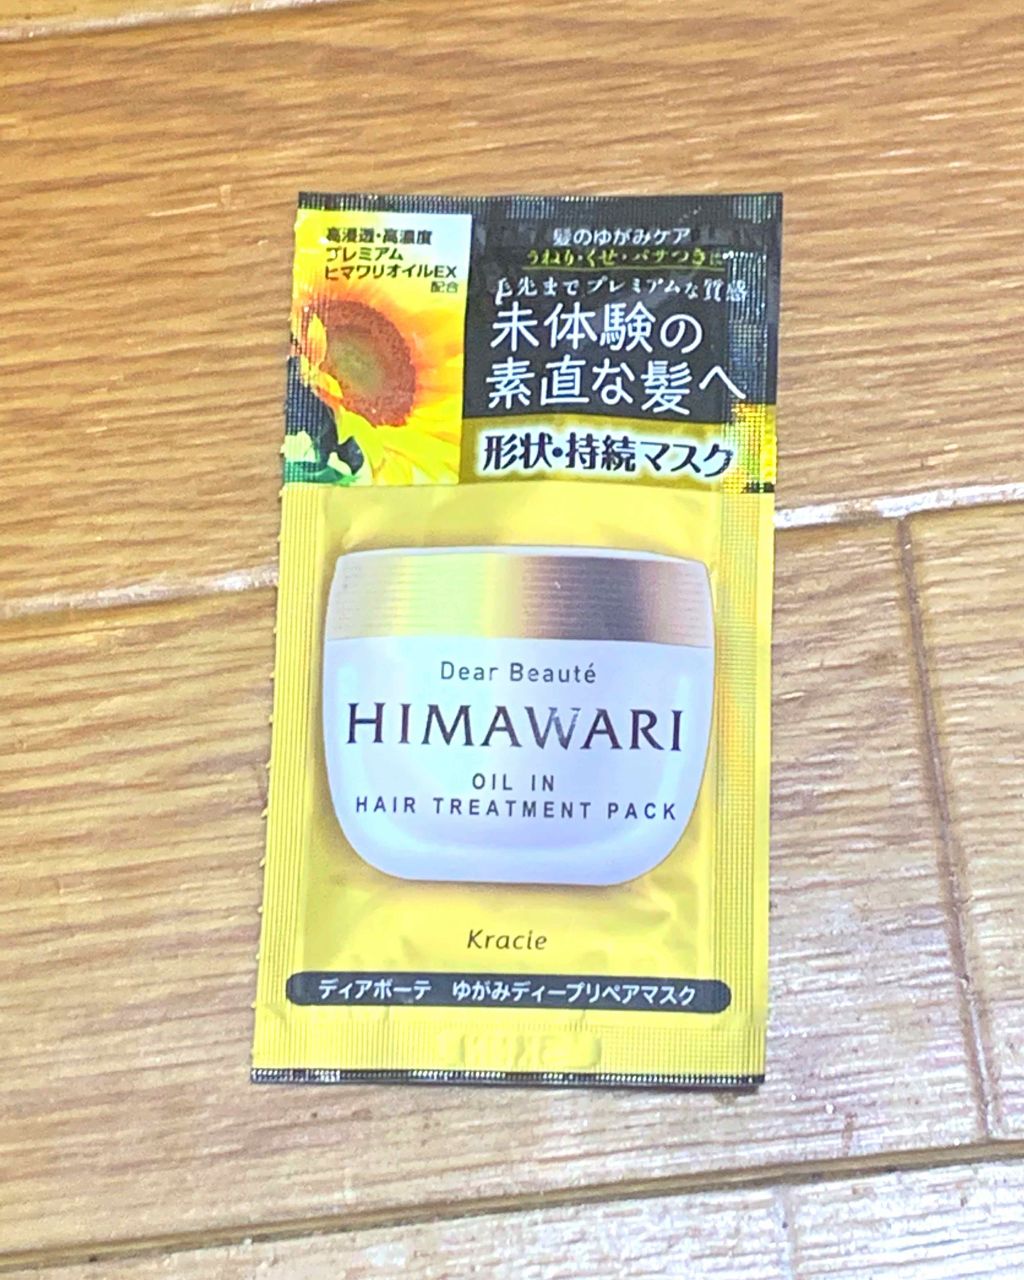 高浸透・高濃度
プレミアム
ヒマワリオイルEX
配合
髪のゆがみケア
うねり・くせ・パサつきに
毛先までプレミアムな質感
未体験の
素直な髪へ
形状・持続マスク
Dear Beauté
HIMAWARI
OIL IN
HAIR TREATMENT PACK
Kracie
ディアボーテ ゆがみディープリペアマスク